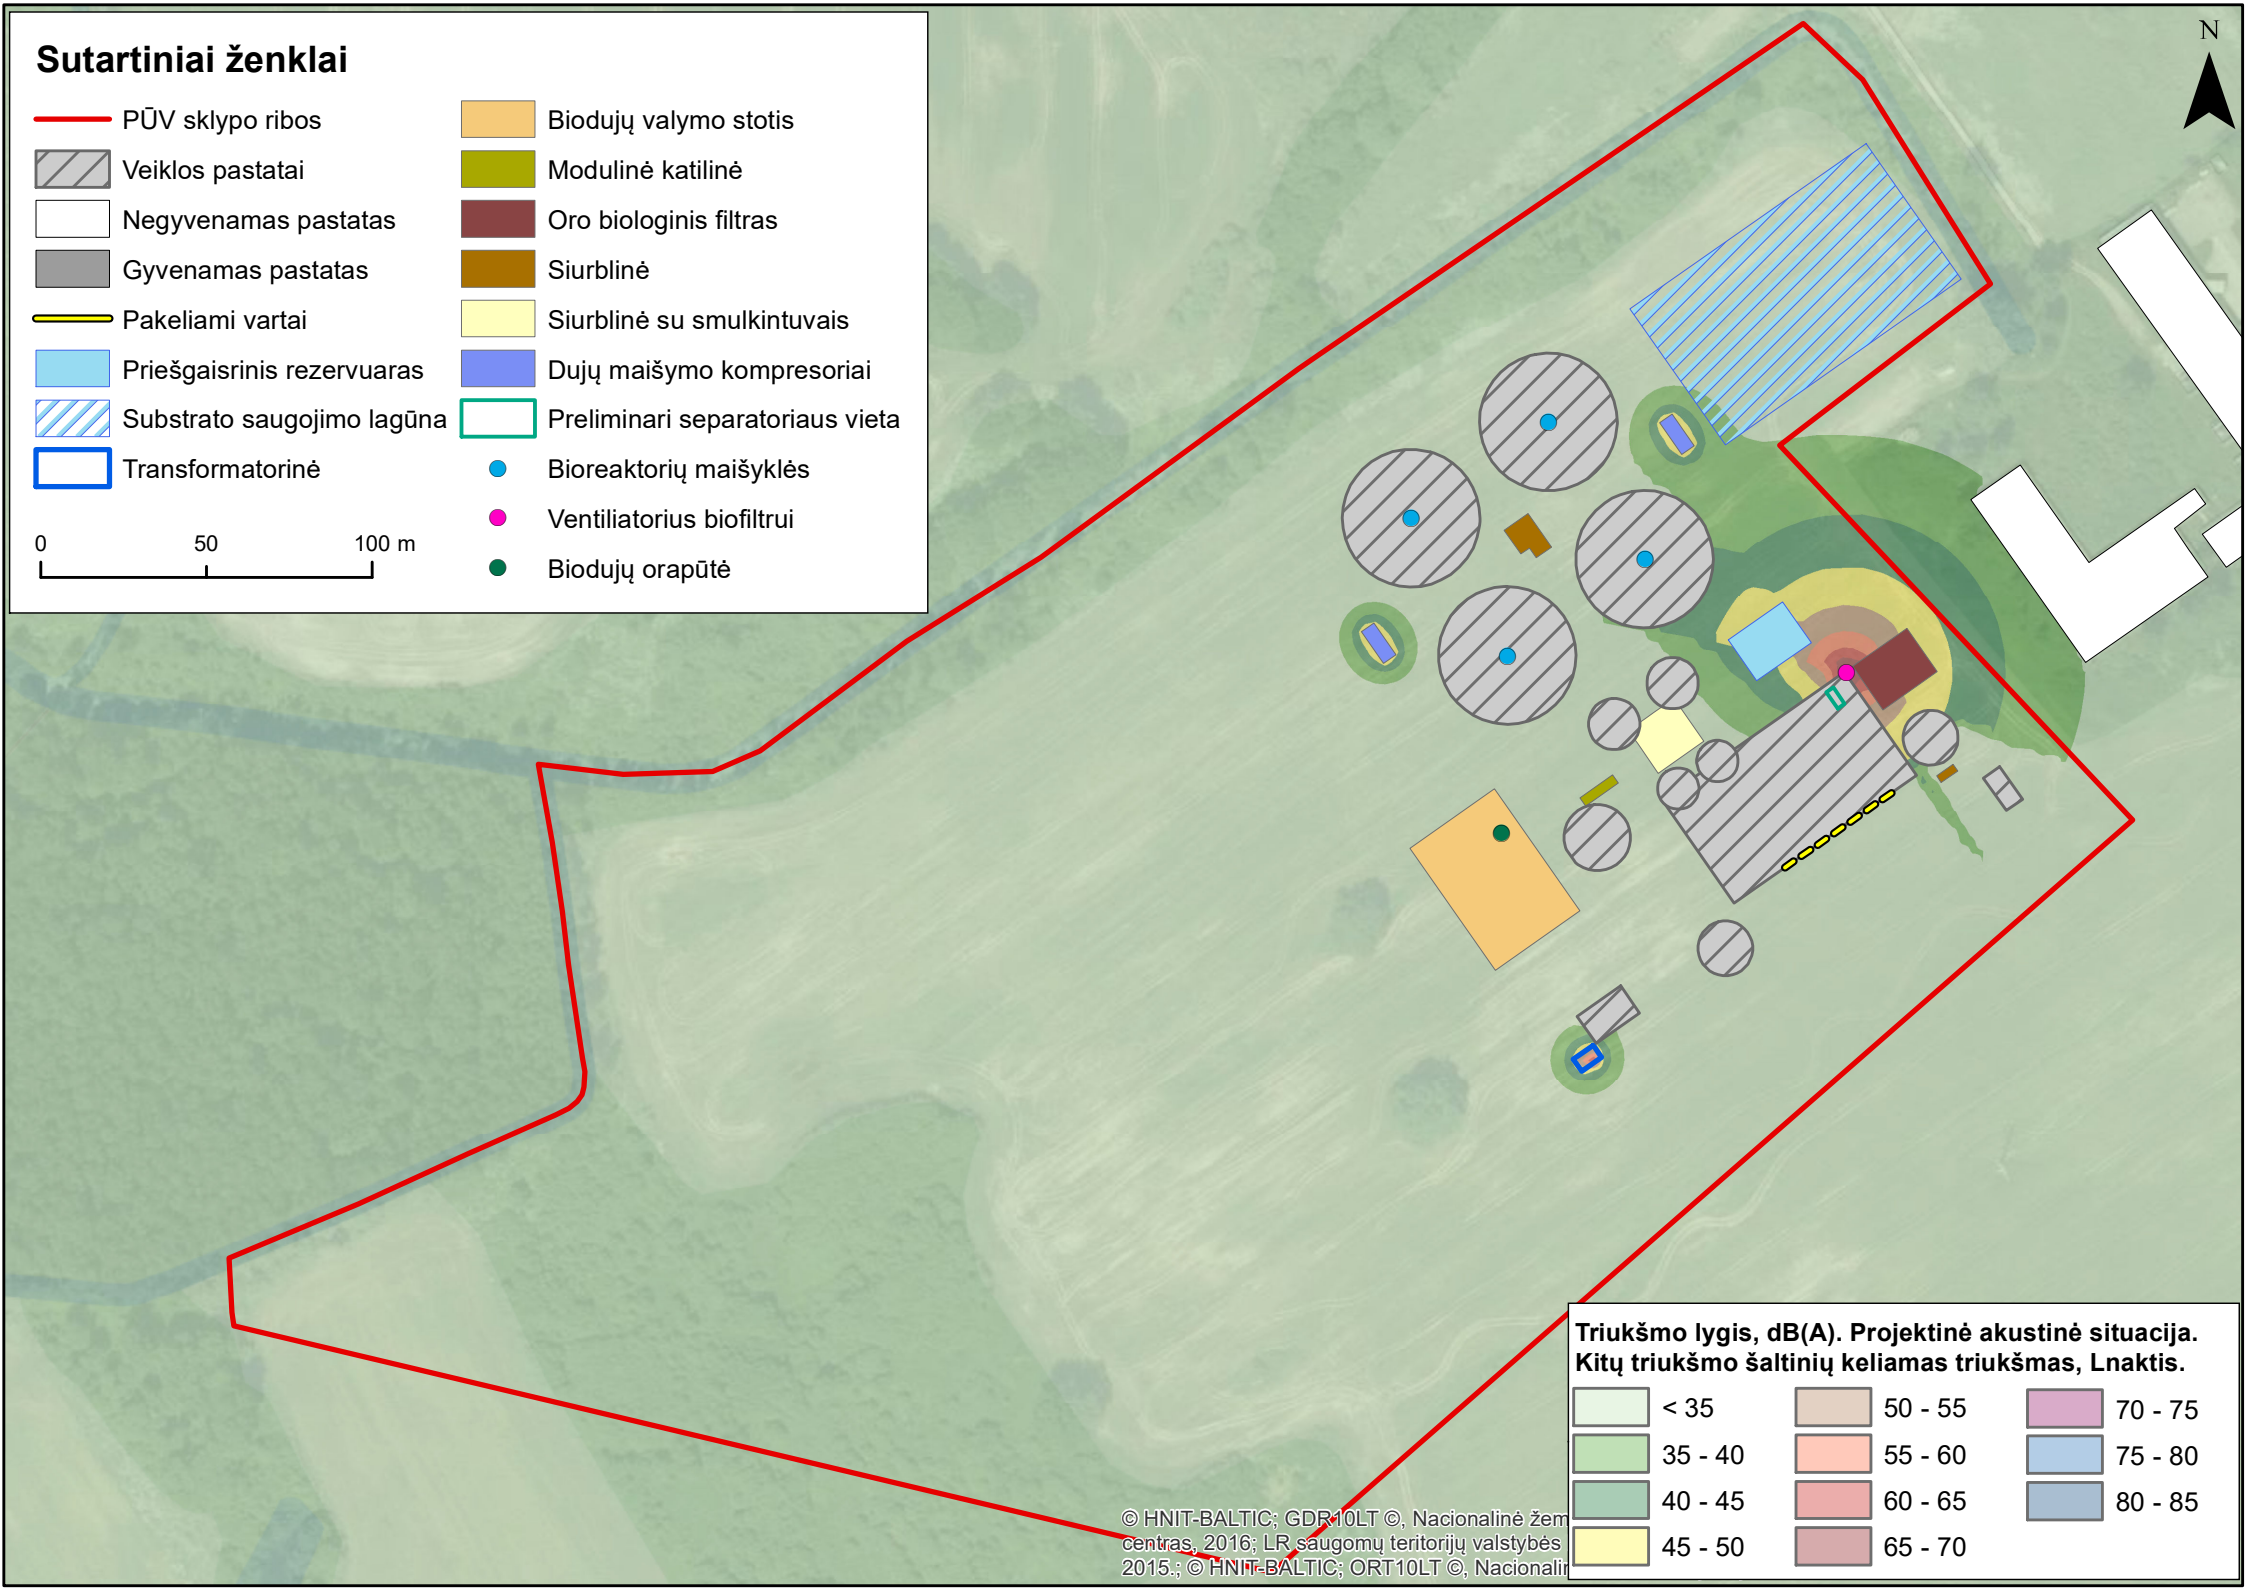 Sutartiniai ženklai
PŪV sklypo ribos
Veiklos pastatai
Negyvenamas pastatas
Gyvenamas pastatas
Pakeliami vartai
Priešgaisrinis rezervuaras
Substrato saugojimo lagūna
Transformatorinė
Biodujų valymo stotis
Modulinė katilinė
Oro biologinis filtras
Siurblinė
Siurblinė su smulkintuvais
Dujų maišymo kompresoriai
Preliminari separatoriaus vieta
Bioreaktorių maišyklės
Ventiliatorius biofiltrui
Biodujų orapūtė
0 50 100 m
N
Triukšmo lygis, dB(A). Projektinė akustinė situacija.
Kitų triukšmo šaltinių keliamas triukšmas, Lnaktis.
< 35
35 - 40
40 - 45
45 - 50
50 - 55
55 - 60
60 - 65
65 - 70
70 - 75
75 - 80
80 - 85
© HNIT-BALTIC; GDR10LT ©, Nacionalinė žem
centras, 2016; LR saugomų teritorijų valstybės
2015.; © HNIT-BALTIC; ORT10LT ©, Nacionalin